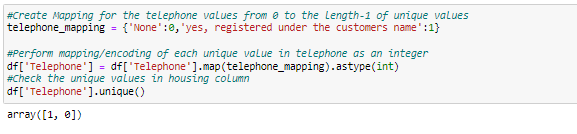 #Create Mapping for the telephone values from 0 to the length-1 of unique values
telephone_mapping = {'None':0,'yes, registered under the customers name':1}
#Perform mapping/encoding of each unique value in telephone as an integer
df['Telephone'] = df['Telephone'].map(telephone_mapping).astype(int)
#Check the unique values in housing column
df['Telephone'].unique()
array([1, 0])